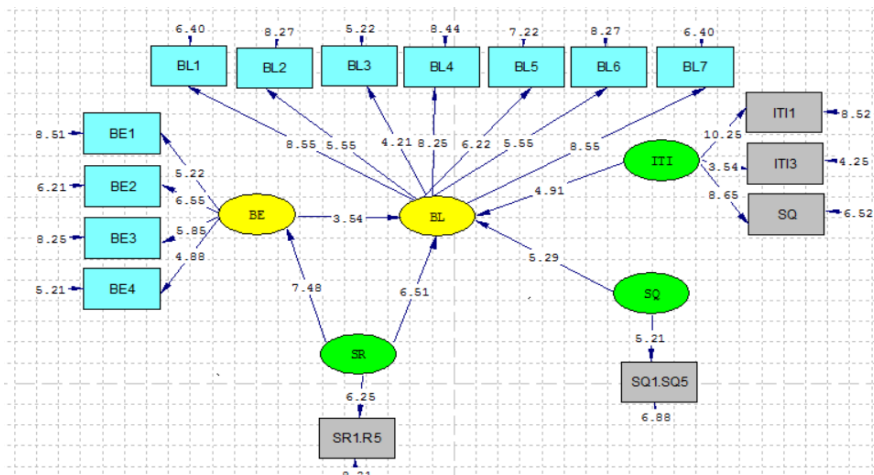 6.40 8.27 5.22 8.44 7.22 8.27 6.40
BL1 BL2 BL3 BL4 BL5 BL6 BL7
8.55 5.55 4.21 8.25 6.22 5.55 8.55
8.51 BE1
6.21 BE2
8.25 BE3
5.21 BE4
5.22
6.55
5.85
4.88
BE 3.54 BL
4.91 ITI
10.25 ITI1 8.52
3.54 ITI3 4.25
8.65 SQ 6.52
5.29 SQ
7.48 6.51
SR
5.21
SQ1.SQ5
6.88
6.25
SR1.R5